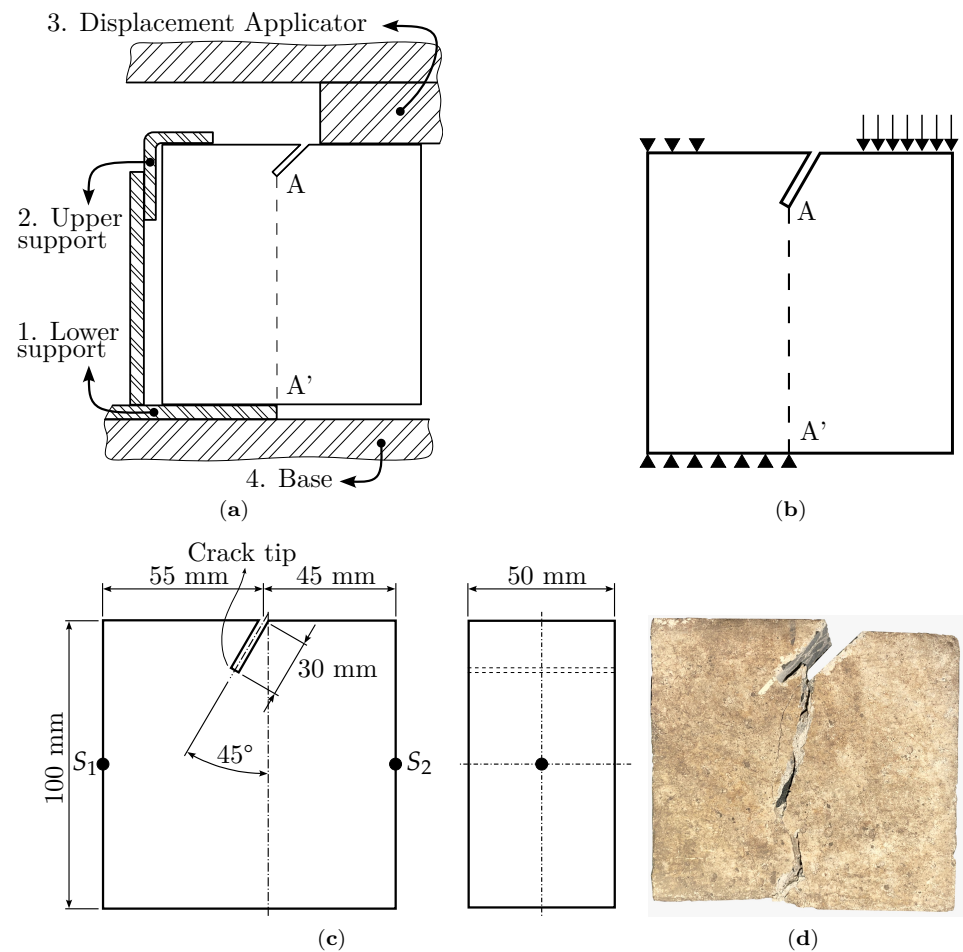 3. Displacement Applicator
A
2. Upper
support
1. Lower
support
A'
4. Base
(a)
A
A'
(b)
Crack tip
55 mm
45 mm
50 mm
30 mm
100 mm
45°
S1
S2
(c)
(d)